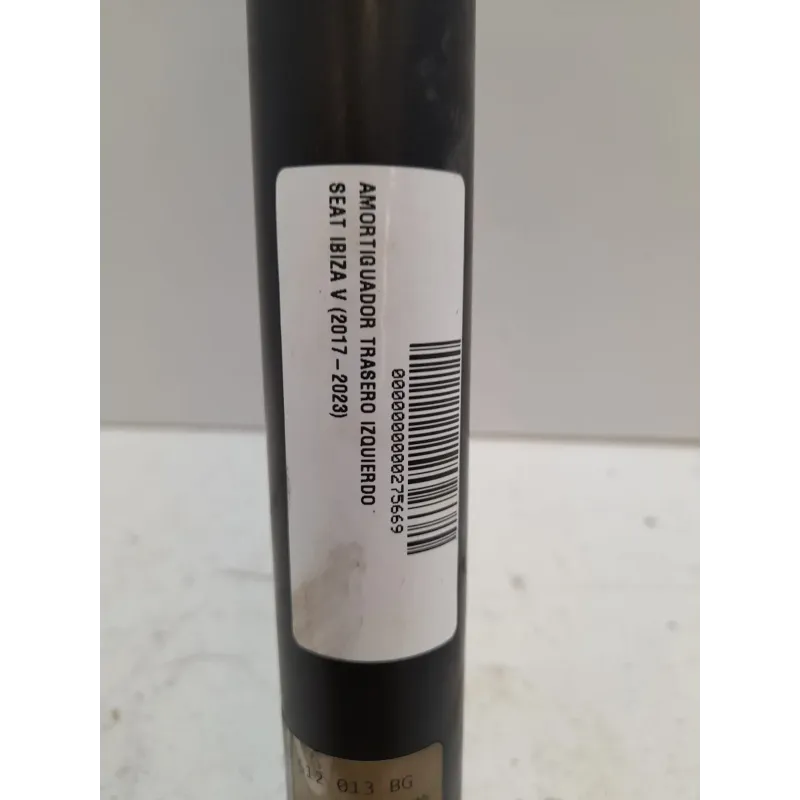 0000000000275669
AMORTIGUADOR TRASERO IZQUIERDO
SEAT IBIZA V (2017-2023)
013 BG